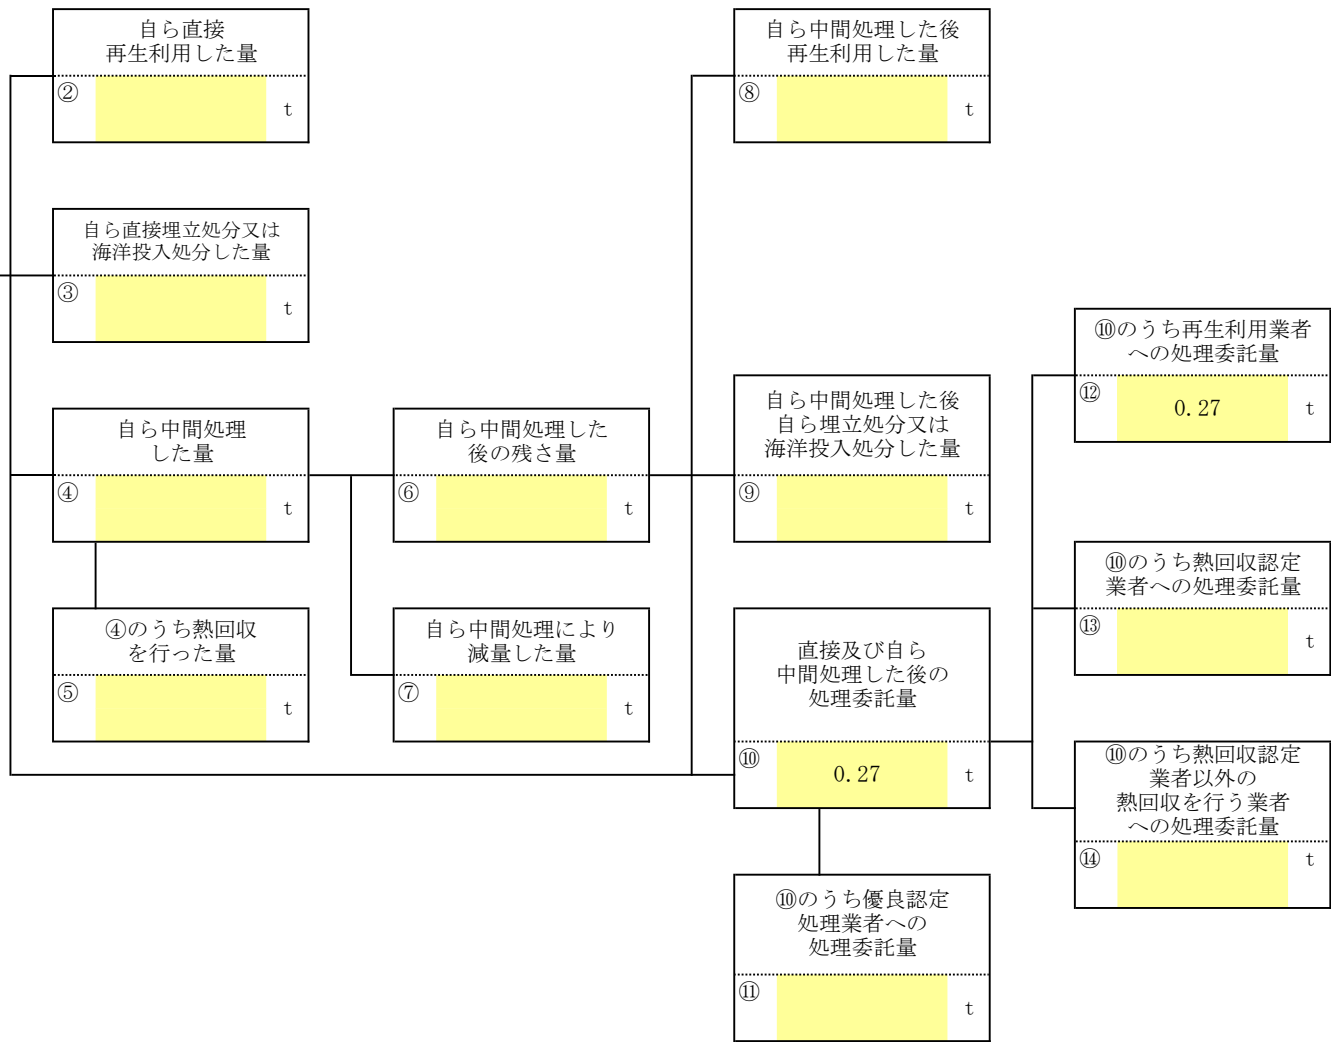 自ら直接
再生利用した量
②
t
自ら中間処理した後
再生利用した量
⑧
t
自ら直接埋立処分又は
海洋投入処分した量
③
t
⑩のうち再生利用業者
への処理委託量
⑫
0.27
t
自ら中間処理
した量
④
t
自ら中間処理した
後の残さ量
⑥
t
自ら中間処理した後
自ら埋立処分又は
海洋投入処分した量
⑨
t
⑩のうち熱回収認定
業者への処理委託量
⑬
t
④のうち熱回収
を行った量
⑤
t
自ら中間処理により
減量した量
⑦
t
直接及び自ら
中間処理した後の
処理委託量
⑩
0.27
t
⑩のうち熱回収認定
業者以外の
熱回収を行う業者
への処理委託量
⑭
t
⑩のうち優良認定
処理業者への
処理委託量
⑪
t